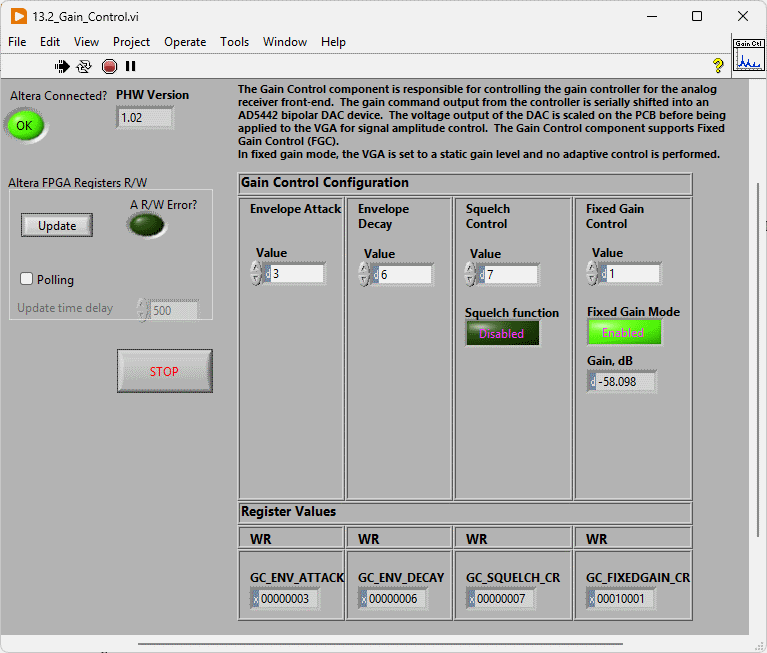 13.2_Gain_Control.vi
File Edit View Project Operate Tools Window Help
Gain Ctl
Altera Connected? PHW Version
OK
1.02
The Gain Control component is responsible for controlling the gain controller for the analog
receiver front-end. The gain command output from the controller is serially shifted into an
AD5442 bipolar DAC device. The voltage output of the DAC is scaled on the PCB before being
applied to the VGA for signal amplitude control. The Gain Control component supports Fixed
Gain Control (FGC).
In fixed gain mode, the VGA is set to a static gain level and no adaptive control is performed.
Altera FPGA Registers R/W
A R/W Error?
Update
Polling
Update time delay
500
STOP
Gain Control Configuration
Envelope Attack
Value
d 3
Envelope
Decay
Value
d 6
Squelch
Control
Value
d 7
Squelch function
Disabled
Fixed Gain
Control
Value
d 1
Fixed Gain Mode
Enabled
Gain, dB
d -58.098
Register Values
WR WR WR WR
GC_ENV_ATTACK GC_ENV_DECAY GC_SQUELCH_CR GC_FIXEDGAIN_CR
x 00000003 x 00000006 x 00000007 x 00010001